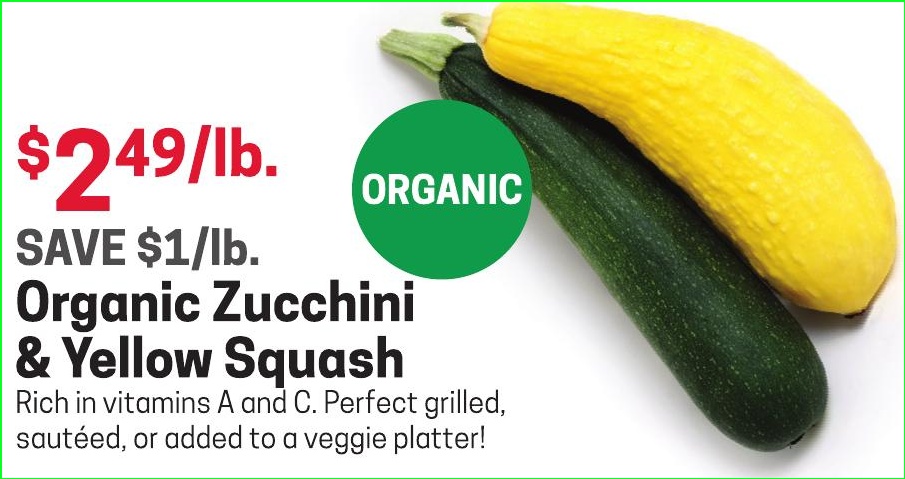 $2.49/lb.
SAVE $1/lb.
ORGANIC
Organic Zucchini
& Yellow Squash
Rich in vitamins A and C. Perfect grilled,
sautéed, or added to a veggie platter!